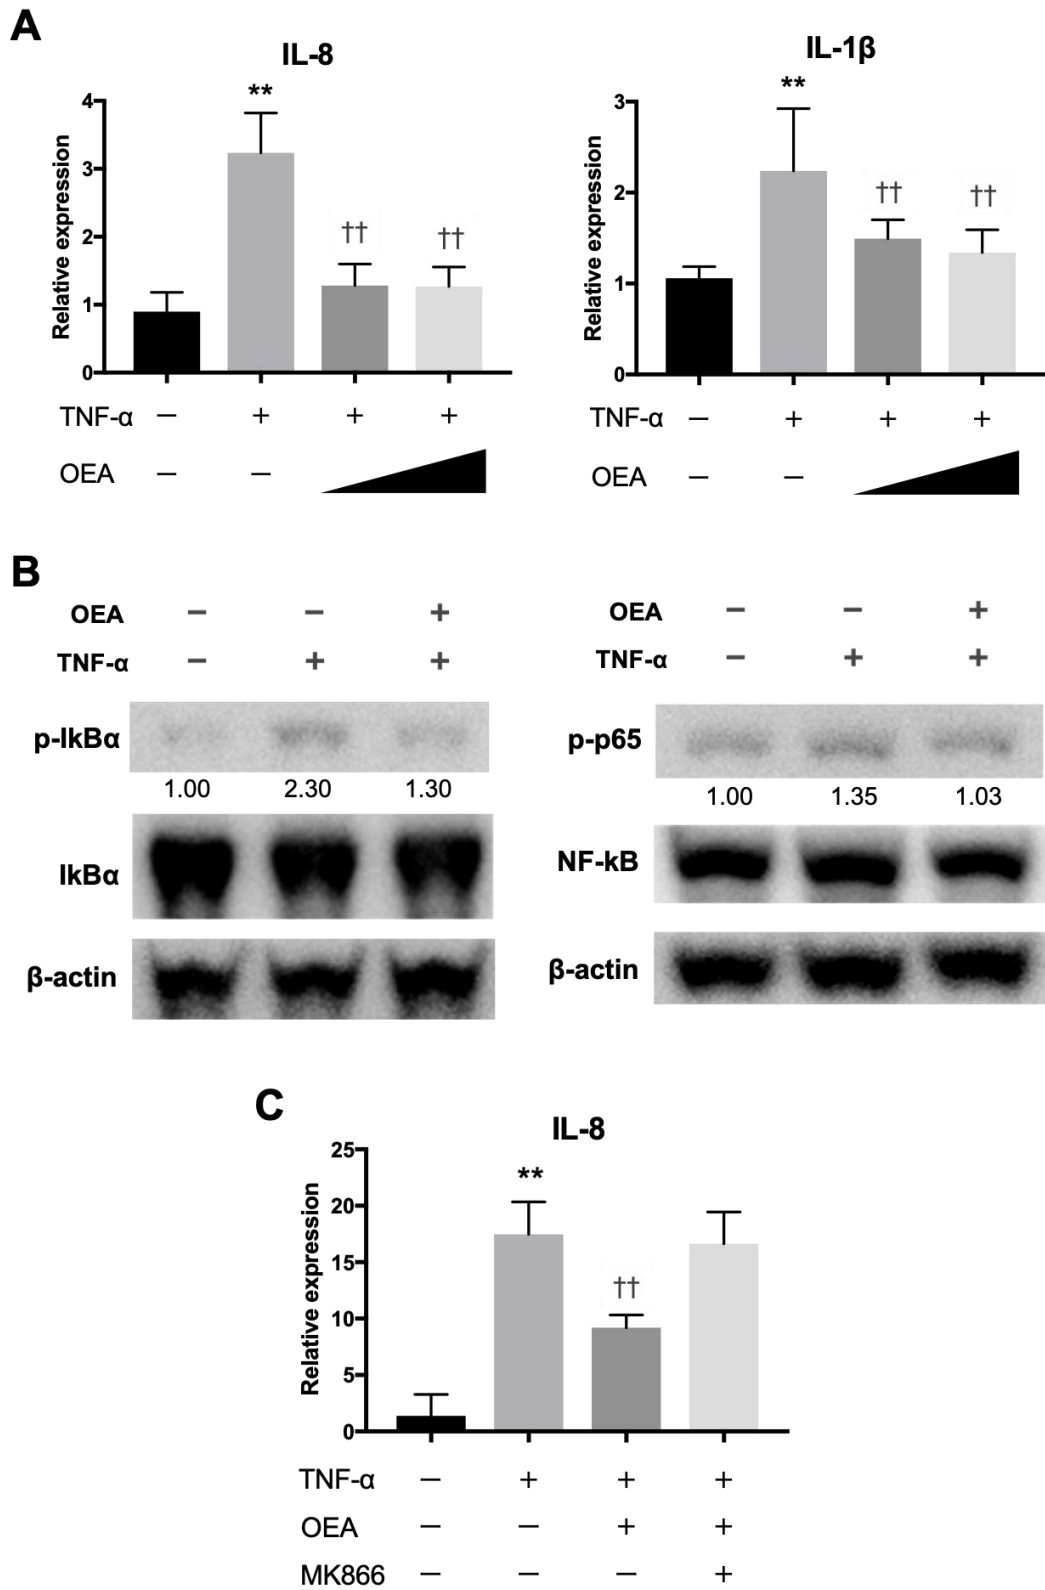 A
IL-8
Relative expression
4
3
2
1
0
**
††
††
TNF-α − + + +
OEA − −
IL-1β
Relative expression
3
2
1
0
**
††
††
TNF-α − + + +
OEA − −
B
OEA − − +
TNF-α − + +
p-IkBα
1.00 2.30 1.30
IkBα
β-actin
OEA − − +
TNF-α − + +
p-p65
1.00 1.35 1.03
NF-kB
β-actin
C
IL-8
Relative expression
25
20
15
10
5
0
**
††
TNF-α − + + +
OEA − − + +
MK866 − − − +